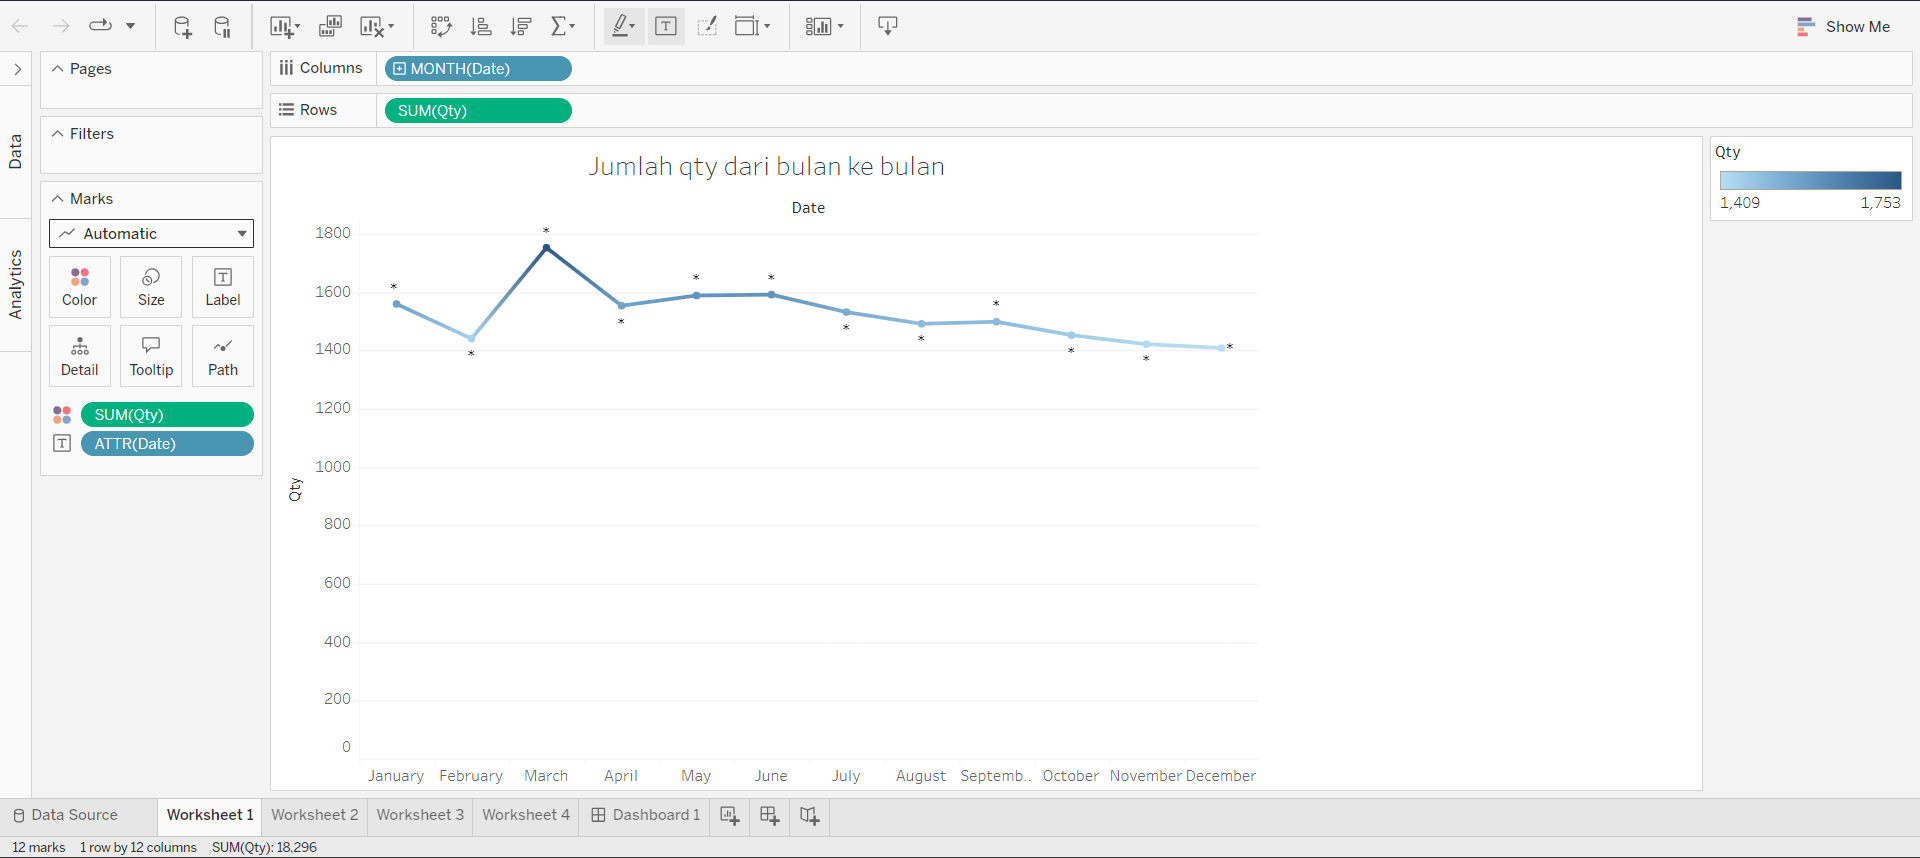 Show Me
Pages
Columns
MONTH(Date)
Filters
Rows
SUM(Qty)
Data
Analytics
Marks
Automatic
Color
Size
Label
Detail
Tooltip
Path
SUM(Qty)
T ATTR(Date)
Jumlah qty dari bulan ke bulan
Date
Qty
1800
1600
1400
1200
1000
800
600
400
200
0
* * * * * * * * * * * *
January February March April May June July August Septemb.. October November December
Qty
1,409 1,753
Data Source Worksheet 1 Worksheet 2 Worksheet 3 Worksheet 4 Dashboard 1
12 marks 1 row by 12 columns SUM(Qty): 18,296